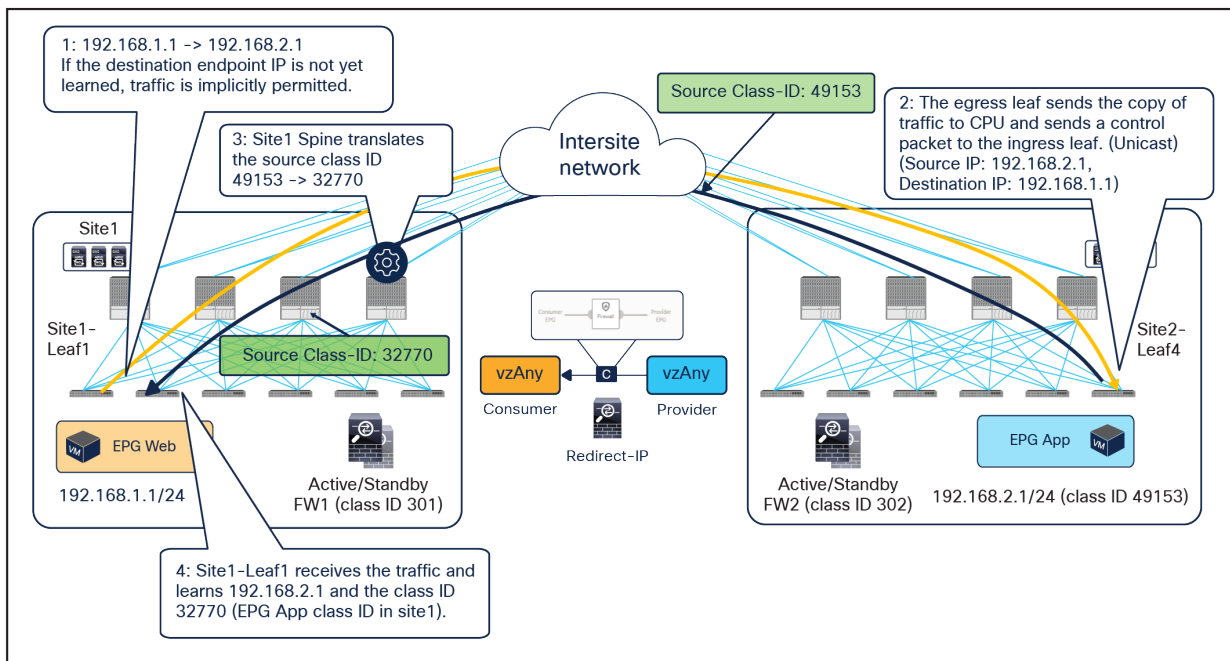 1: 192.168.1.1 -> 192.168.2.1
If the destination endpoint IP is not yet
learned, traffic is implicitly permitted.
3: Site1 Spine translates
the source class ID
49153 -> 32770
Intersite
network
Source Class-ID: 49153
2: The egress leaf sends the copy of
traffic to CPU and sends a control
packet to the ingress leaf. (Unicast)
(Source IP: 192.168.2.1,
Destination IP: 192.168.1.1)
Site1
Site1-
Leaf1
Source Class-ID: 32770
Consumer
EPG
Firewall
Provider
EPG
vzAny
C
vzAny
Consumer
Provider
Redirect-IP
Site2-
Leaf4
VM
EPG Web
192.168.1.1/24
Active/Standby
FW1 (class ID 301)
Active/Standby
FW2 (class ID 302)
EPG App
VM
192.168.2.1/24 (class ID 49153)
4: Site1-Leaf1 receives the traffic and
learns 192.168.2.1 and the class ID
32770 (EPG App class ID in site1).